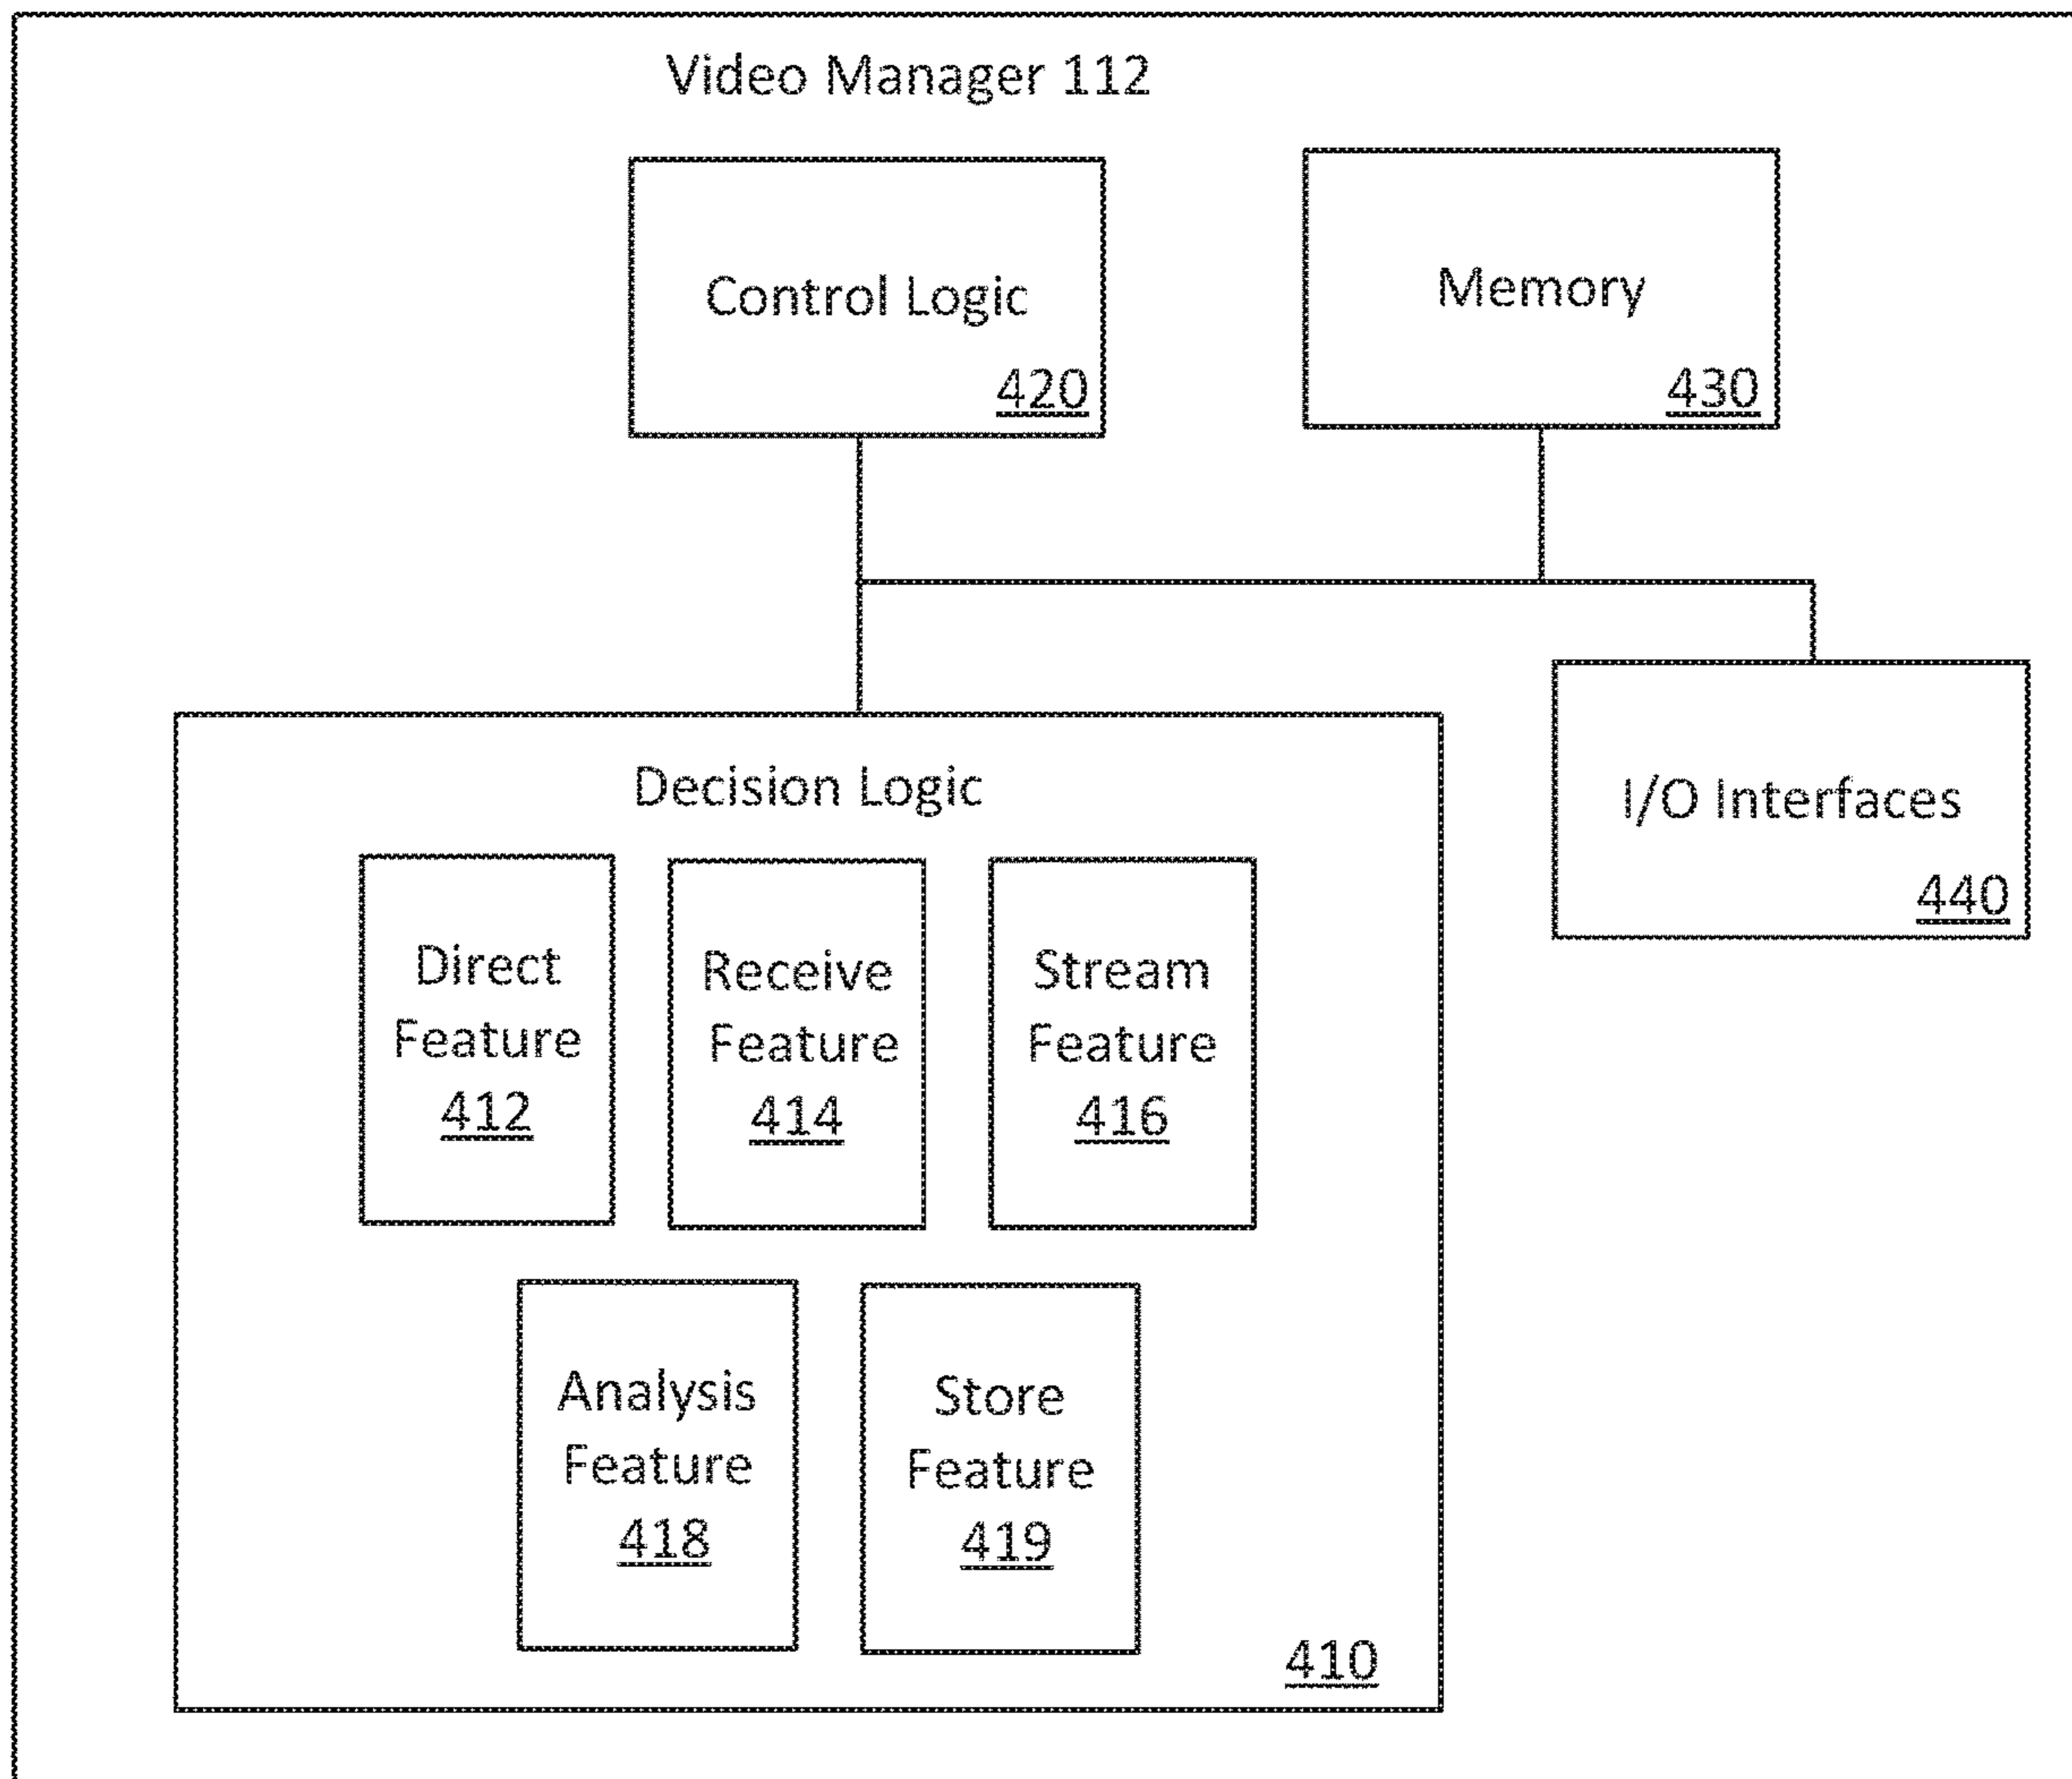 Video Manager 112
Control Logic
420
Memory
430
Decision Logic
Direct
Feature
412
Receive
Feature
414
Stream
Feature
416
Analysis
Feature
418
Store
Feature
419
410
I/O Interfaces
440